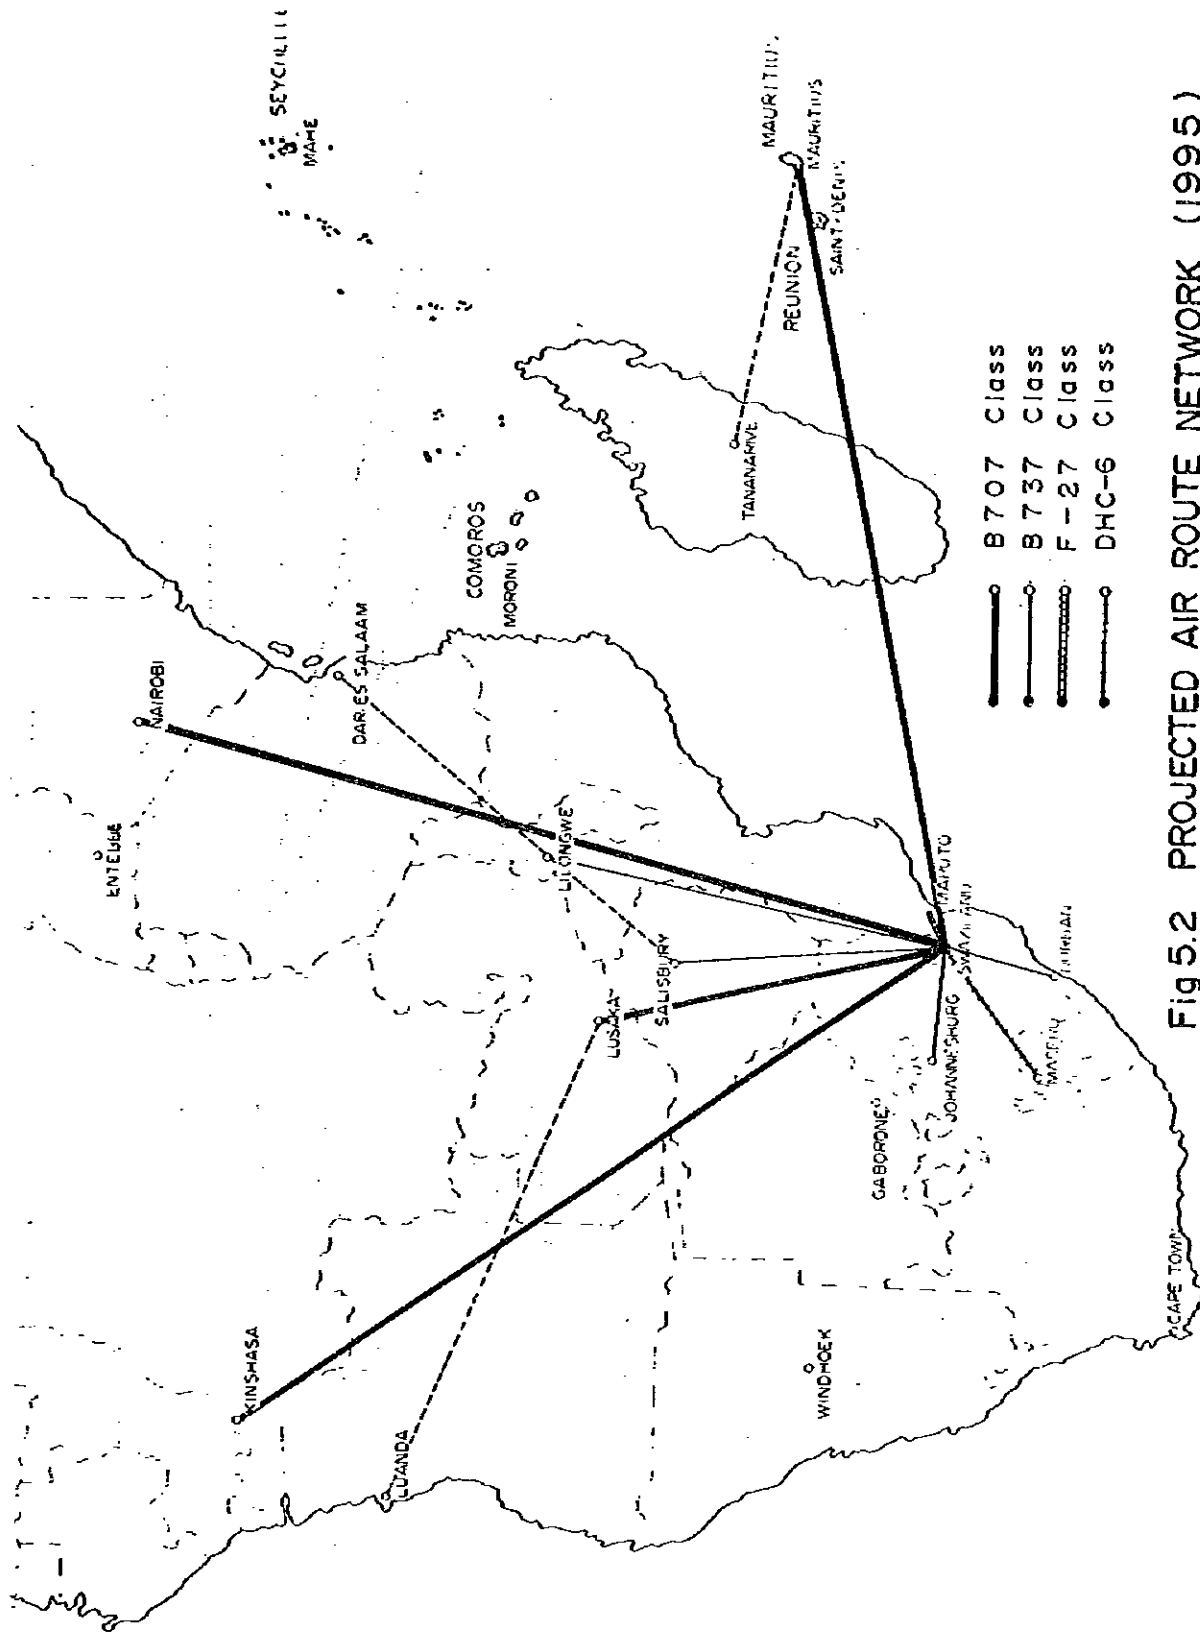 SEYCHELLE
MAHE
ENTEBBE
NAIROBI
DAR ES SALAAM
COMOROS
MORONI
KINSHASA
LUANDA
LUSAKA
LILONGWE
SALISBURY
TANANARIVE
MAURITIUS
MAURITIUS
REUNION
SAINT-DENIS
WINDHOEK
GABORONE
JOHANNESBURG
SWAZILAND
MAPUTO
MASERU
DURBAN
CAPE TOWN
B707 Class
B737 Class
F-27 Class
DHC-6 Class
Fig 5.2 PROJECTED AIR ROUTE NETWORK (1995)